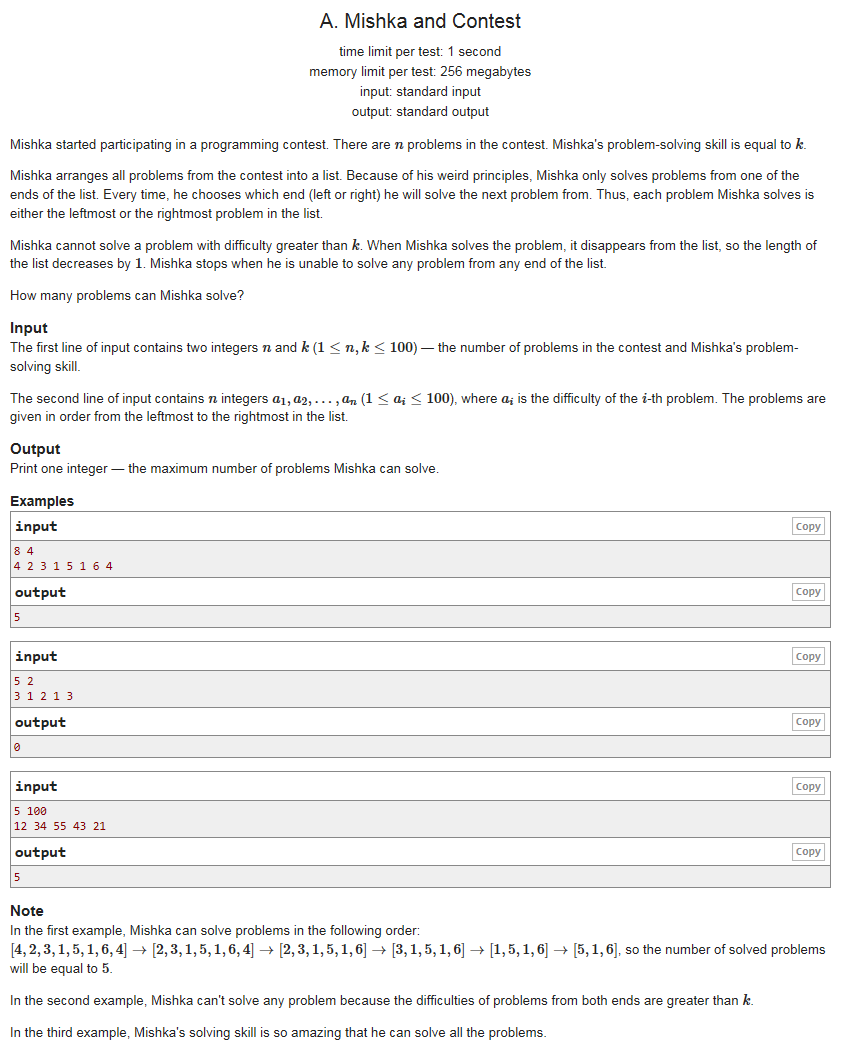 A. Mishka and Contest
time limit per test: 1 second
memory limit per test: 256 megabytes
input: standard input
output: standard output
Mishka started participating in a programming contest. There are n problems in the contest. Mishka's problem-solving skill is equal to k.
Mishka arranges all problems from the contest into a list. Because of his weird principles, Mishka only solves problems from one of the
ends of the list. Every time, he chooses which end (left or right) he will solve the next problem from. Thus, each problem Mishka solves is
either the leftmost or the rightmost problem in the list.
Mishka cannot solve a problem with difficulty greater than k. When Mishka solves the problem, it disappears from the list, so the length of
the list decreases by 1. Mishka stops when he is unable to solve any problem from any end of the list.
How many problems can Mishka solve?
Input
The first line of input contains two integers n and k (1 ≤ n, k ≤ 100) — the number of problems in the contest and Mishka's problem-
solving skill.
The second line of input contains n integers a₁, a₂, . . . , aₙ (1 ≤ aᵢ ≤ 100), where aᵢ is the difficulty of the i-th problem. The problems are
given in order from the leftmost to the rightmost in the list.
Output
Print one integer — the maximum number of problems Mishka can solve.
Examples
input Copy
8 4
4 2 3 1 5 1 6 4
output Copy
5
input Copy
5 2
3 1 2 1 3
output Copy
0
input Copy
5 100
12 34 55 43 21
output Copy
5
Note
In the first example, Mishka can solve problems in the following order:
[4, 2, 3, 1, 5, 1, 6, 4] → [2, 3, 1, 5, 1, 6, 4] → [2, 3, 1, 5, 1, 6] → [3, 1, 5, 1, 6] → [1, 5, 1, 6] → [5, 1, 6], so the number of solved problems
will be equal to 5.
In the second example, Mishka can't solve any problem because the difficulties of problems from both ends are greater than k.
In the third example, Mishka's solving skill is so amazing that he can solve all the problems.